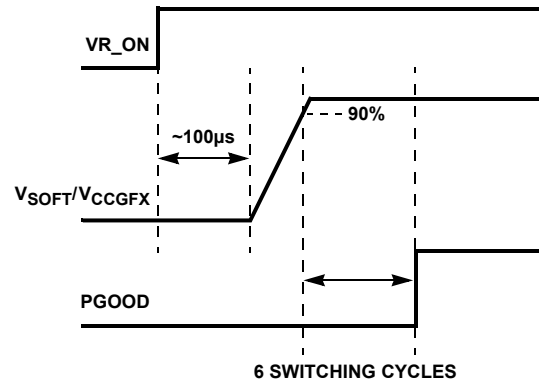 VR_ON
90%
~100µs
VSOFT/VCCGFX
PGOOD
6 SWITCHING CYCLES